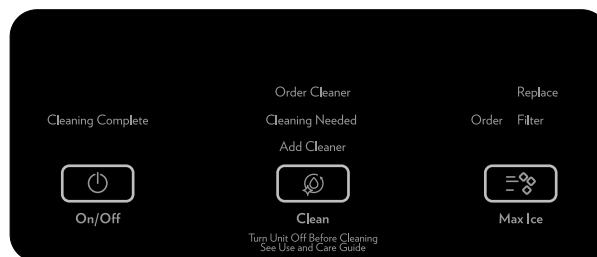 Order Cleaner
Replace
Cleaning Complete
Cleaning Needed
Order Filter
Add Cleaner
On/Off
Clean
Max Ice
Turn Unit Off Before Cleaning
See Use and Care Guide